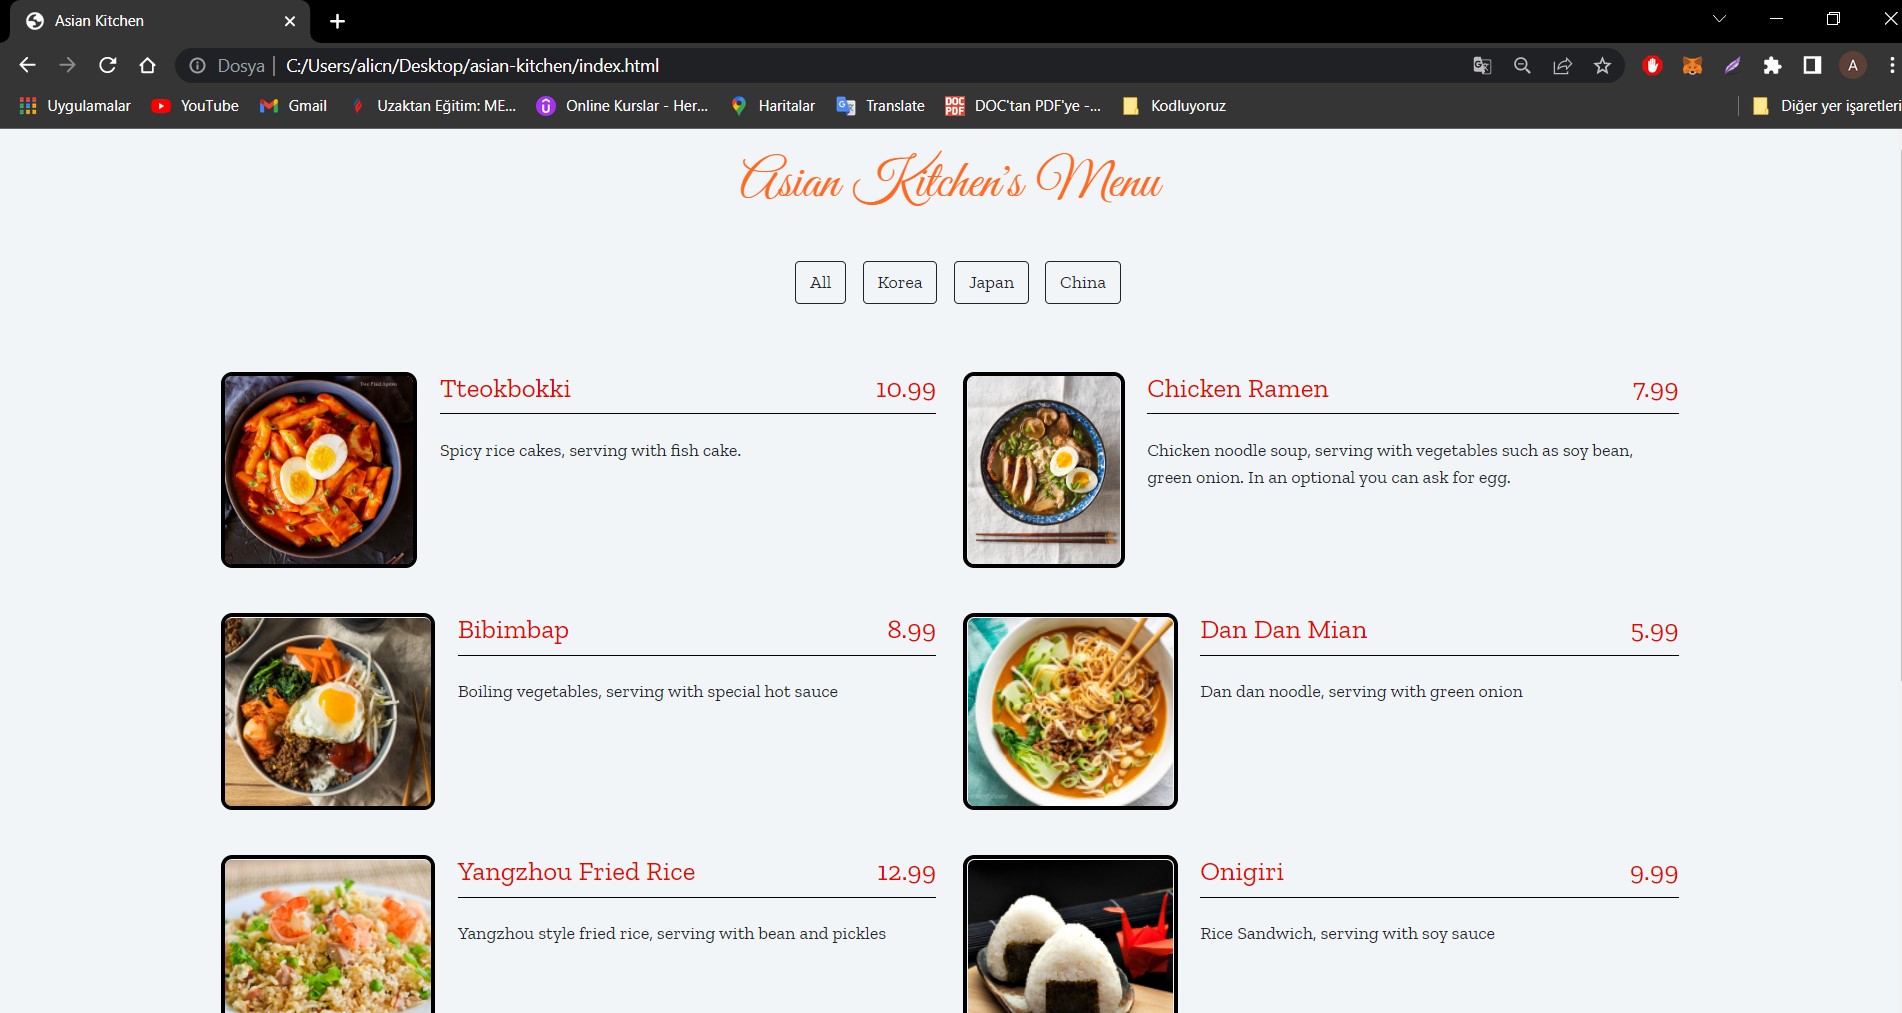 Asian Kitchen
Dosya | C:/Users/alicn/Desktop/asian-kitchen/index.html
A
Uygulamalar YouTube Gmail Uzaktan Eğitim: ME... Online Kurslar - Her... Haritalar Translate DOC'tan PDF'ye -... Kodluyoruz Diğer yer işaretleri
Asian Kitchen's Menu
All Korea Japan China
Tteokbokki 10.99
Spicy rice cakes, serving with fish cake.
Chicken Ramen 7.99
Chicken noodle soup, serving with vegetables such as soy bean,
green onion. In an optional you can ask for egg.
Bibimbap 8.99
Boiling vegetables, serving with special hot sauce
Dan Dan Mian 5.99
Dan dan noodle, serving with green onion
Yangzhou Fried Rice 12.99
Yangzhou style fried rice, serving with bean and pickles
Onigiri 9.99
Rice Sandwich, serving with soy sauce